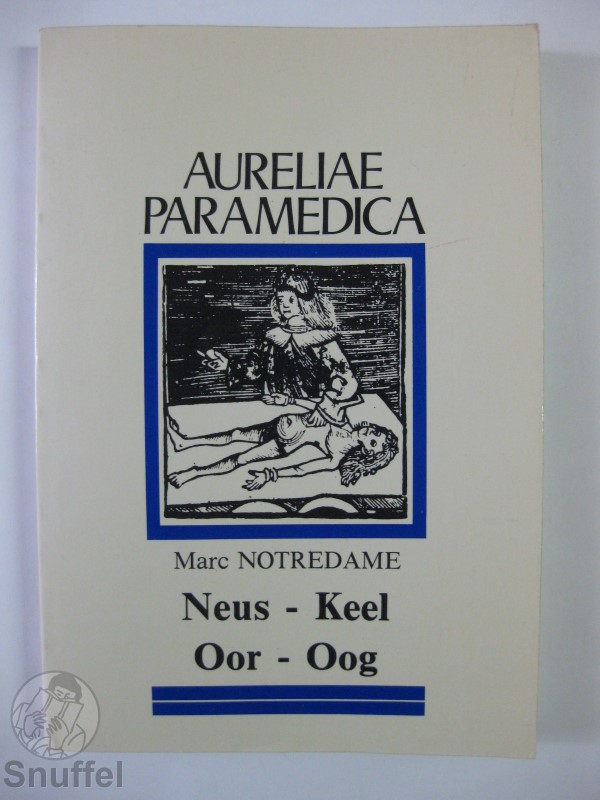 AURELIAE
PARAMEDICA
Marc NOTREDAME
Neus - Keel
Oor - Oog
Snuffel